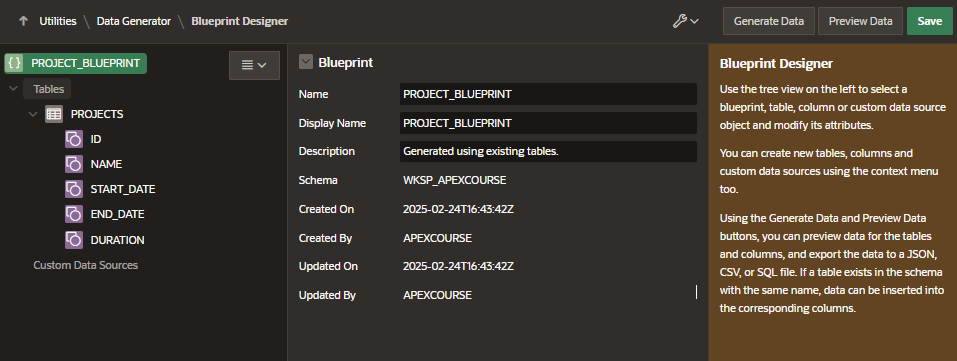 Utilities \ Data Generator \ Blueprint Designer
Generate Data
Preview Data
Save
{} PROJECT_BLUEPRINT
Tables
PROJECTS
ID
NAME
START_DATE
END_DATE
DURATION
Custom Data Sources
Blueprint
Name PROJECT_BLUEPRINT
Display Name PROJECT_BLUEPRINT
Description Generated using existing tables.
Schema WKSP_APEXCOURSE
Created On 2025-02-24T16:43:42Z
Created By APEXCOURSE
Updated On 2025-02-24T16:43:42Z
Updated By APEXCOURSE
Blueprint Designer
Use the tree view on the left to select a
blueprint, table, column or custom data source
object and modify its attributes.
You can create new tables, columns and
custom data sources using the context menu
too.
Using the Generate Data and Preview Data
buttons, you can preview data for the tables
and columns, and export the data to a JSON,
CSV, or SQL file. If a table exists in the schema
with the same name, data can be inserted into
the corresponding columns.